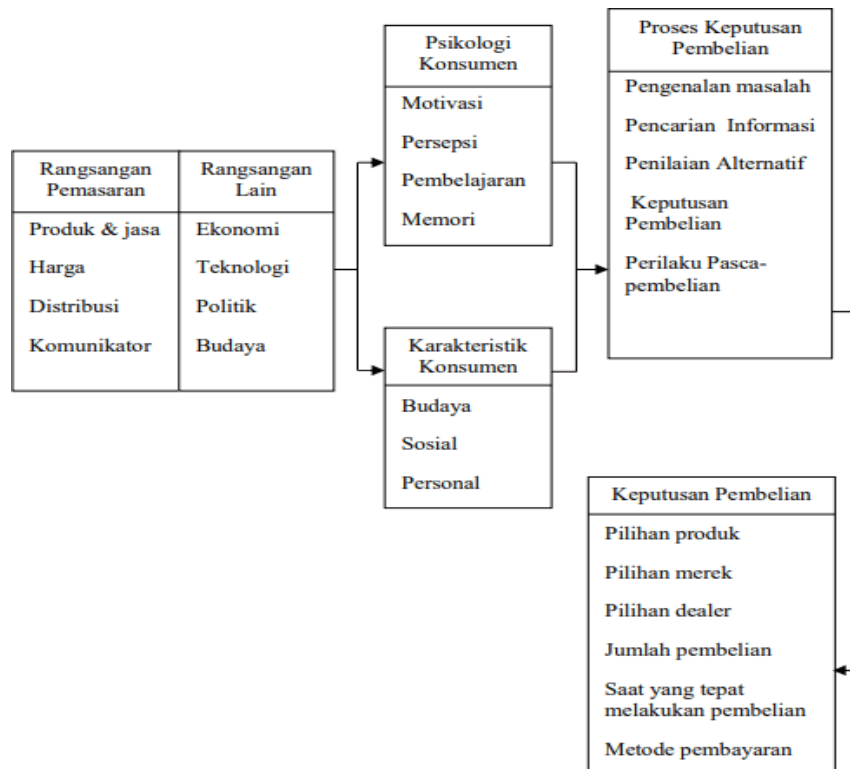 Rangsangan
Pemasaran
Produk & jasa
Harga
Distribusi
Komunikator
Rangsangan
Lain
Ekonomi
Teknologi
Politik
Budaya
Psikologi
Konsumen
Motivasi
Persepsi
Pembelajaran
Memori
Karakteristik
Konsumen
Budaya
Sosial
Personal
Proses Keputusan
Pembelian
Pengenalan masalah
Pencarian Informasi
Penilaian Alternatif
Keputusan
Pembelian
Perilaku Pasca-
pembelian
Keputusan Pembelian
Pilihan produk
Pilihan merek
Pilihan dealer
Jumlah pembelian
Saat yang tepat
melakukan pembelian
Metode pembayaran